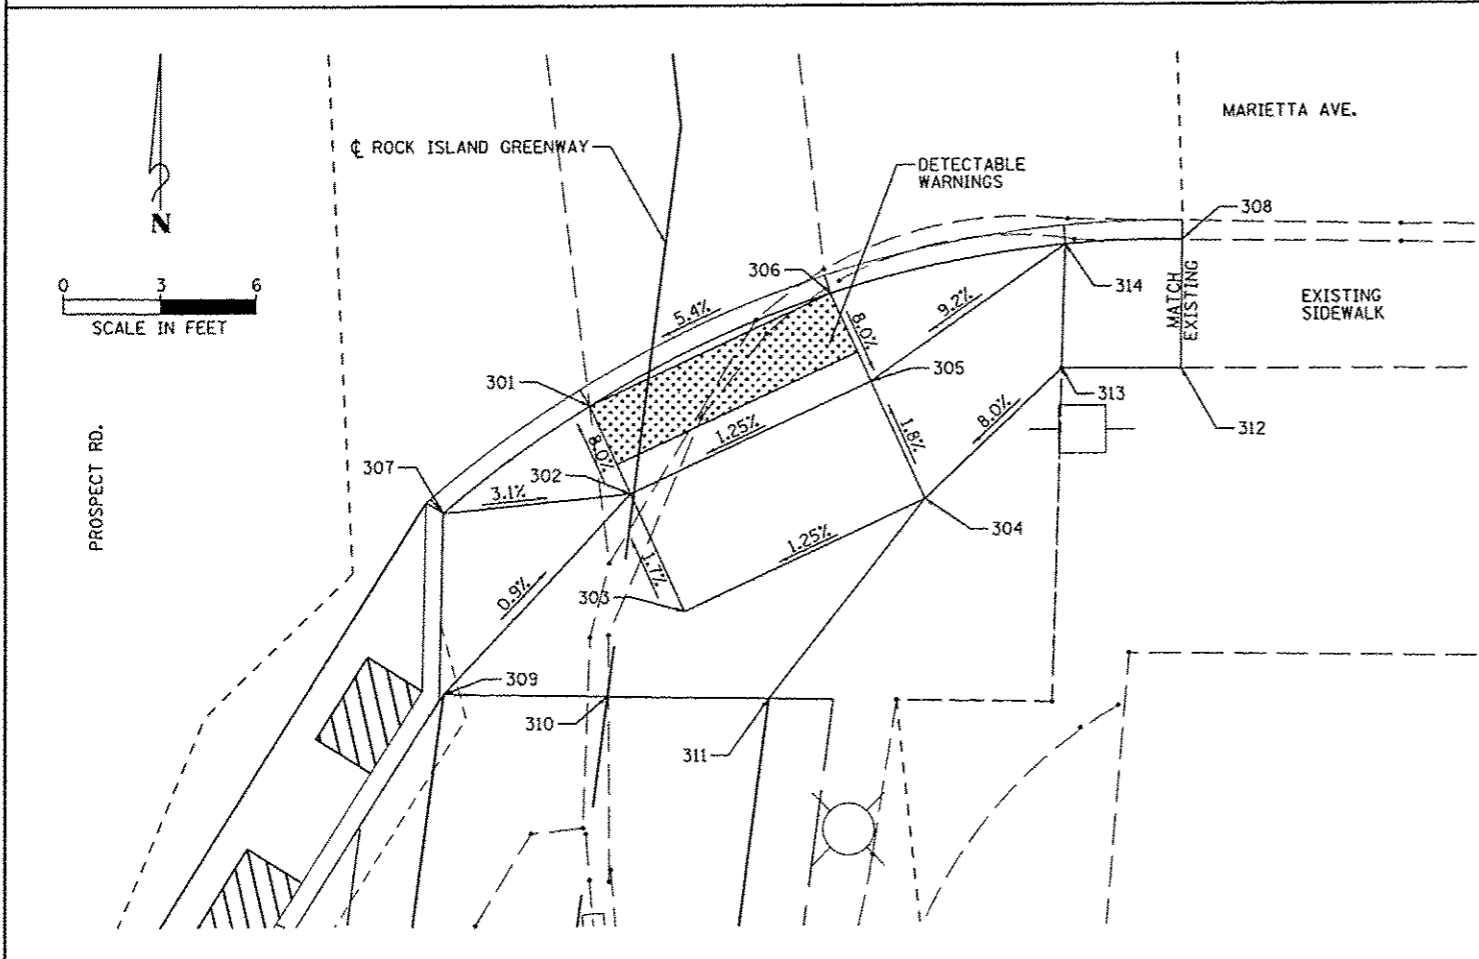 MARIETTA AVE.
℄ ROCK ISLAND GREENWAY
DETECTABLE
WARNINGS
N
308
306
314
MATCH
EXISTING
EXISTING
SIDEWALK
0 3 6
SCALE IN FEET
5.4%
8.0%
9.2%
305
301
313
312
8.0%
1.8%
1.25%
8.0%
PROSPECT RD.
307
302
3.1%
304
1.25%
1.7%
0.9%
303
309
310
311